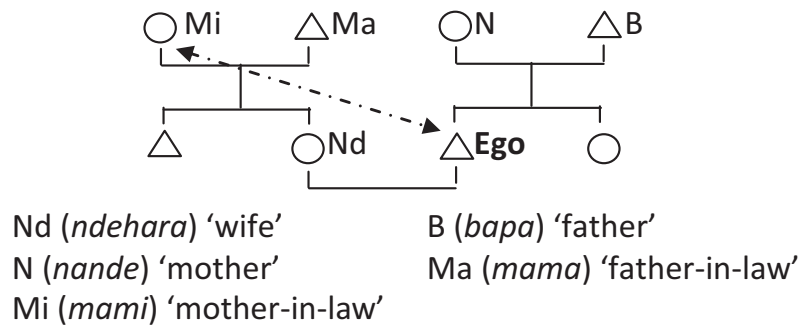 Mi Ma N B
Nd Ego
Nd (ndehara) ‘wife’ B (bapa) ‘father’
N (nande) ‘mother’ Ma (mama) ‘father-in-law’
Mi (mami) ‘mother-in-law’